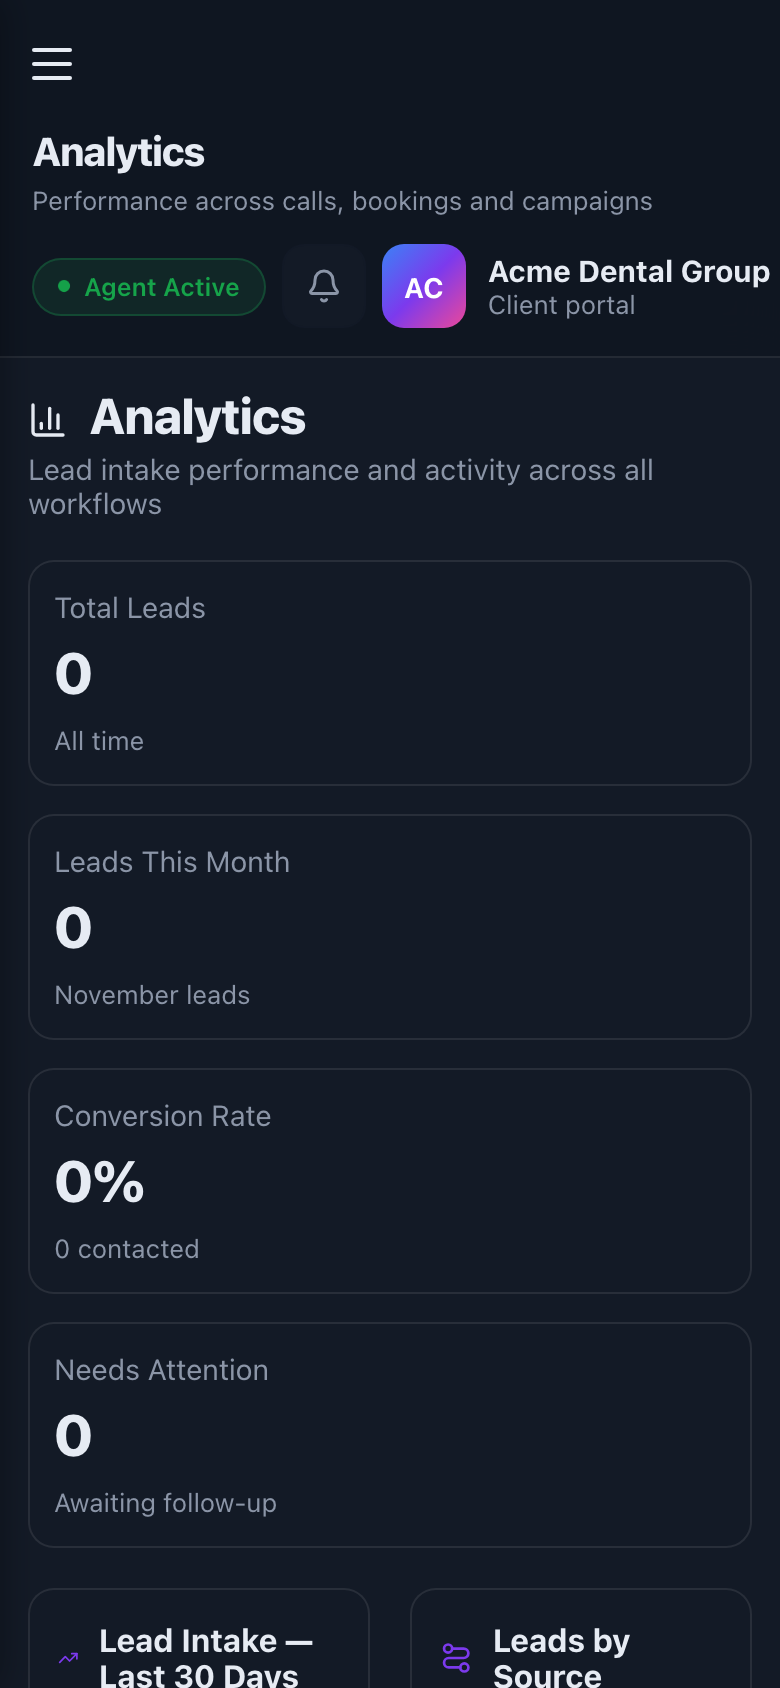 Analytics
Performance across calls, bookings and campaigns
Agent Active
AC
Acme Dental Group
Client portal
Analytics
Lead intake performance and activity across all
workflows
Total Leads
0
All time
Leads This Month
0
November leads
Conversion Rate
0%
0 contacted
Needs Attention
0
Awaiting follow-up
Lead Intake —
Last 30 Days
Leads by
Source